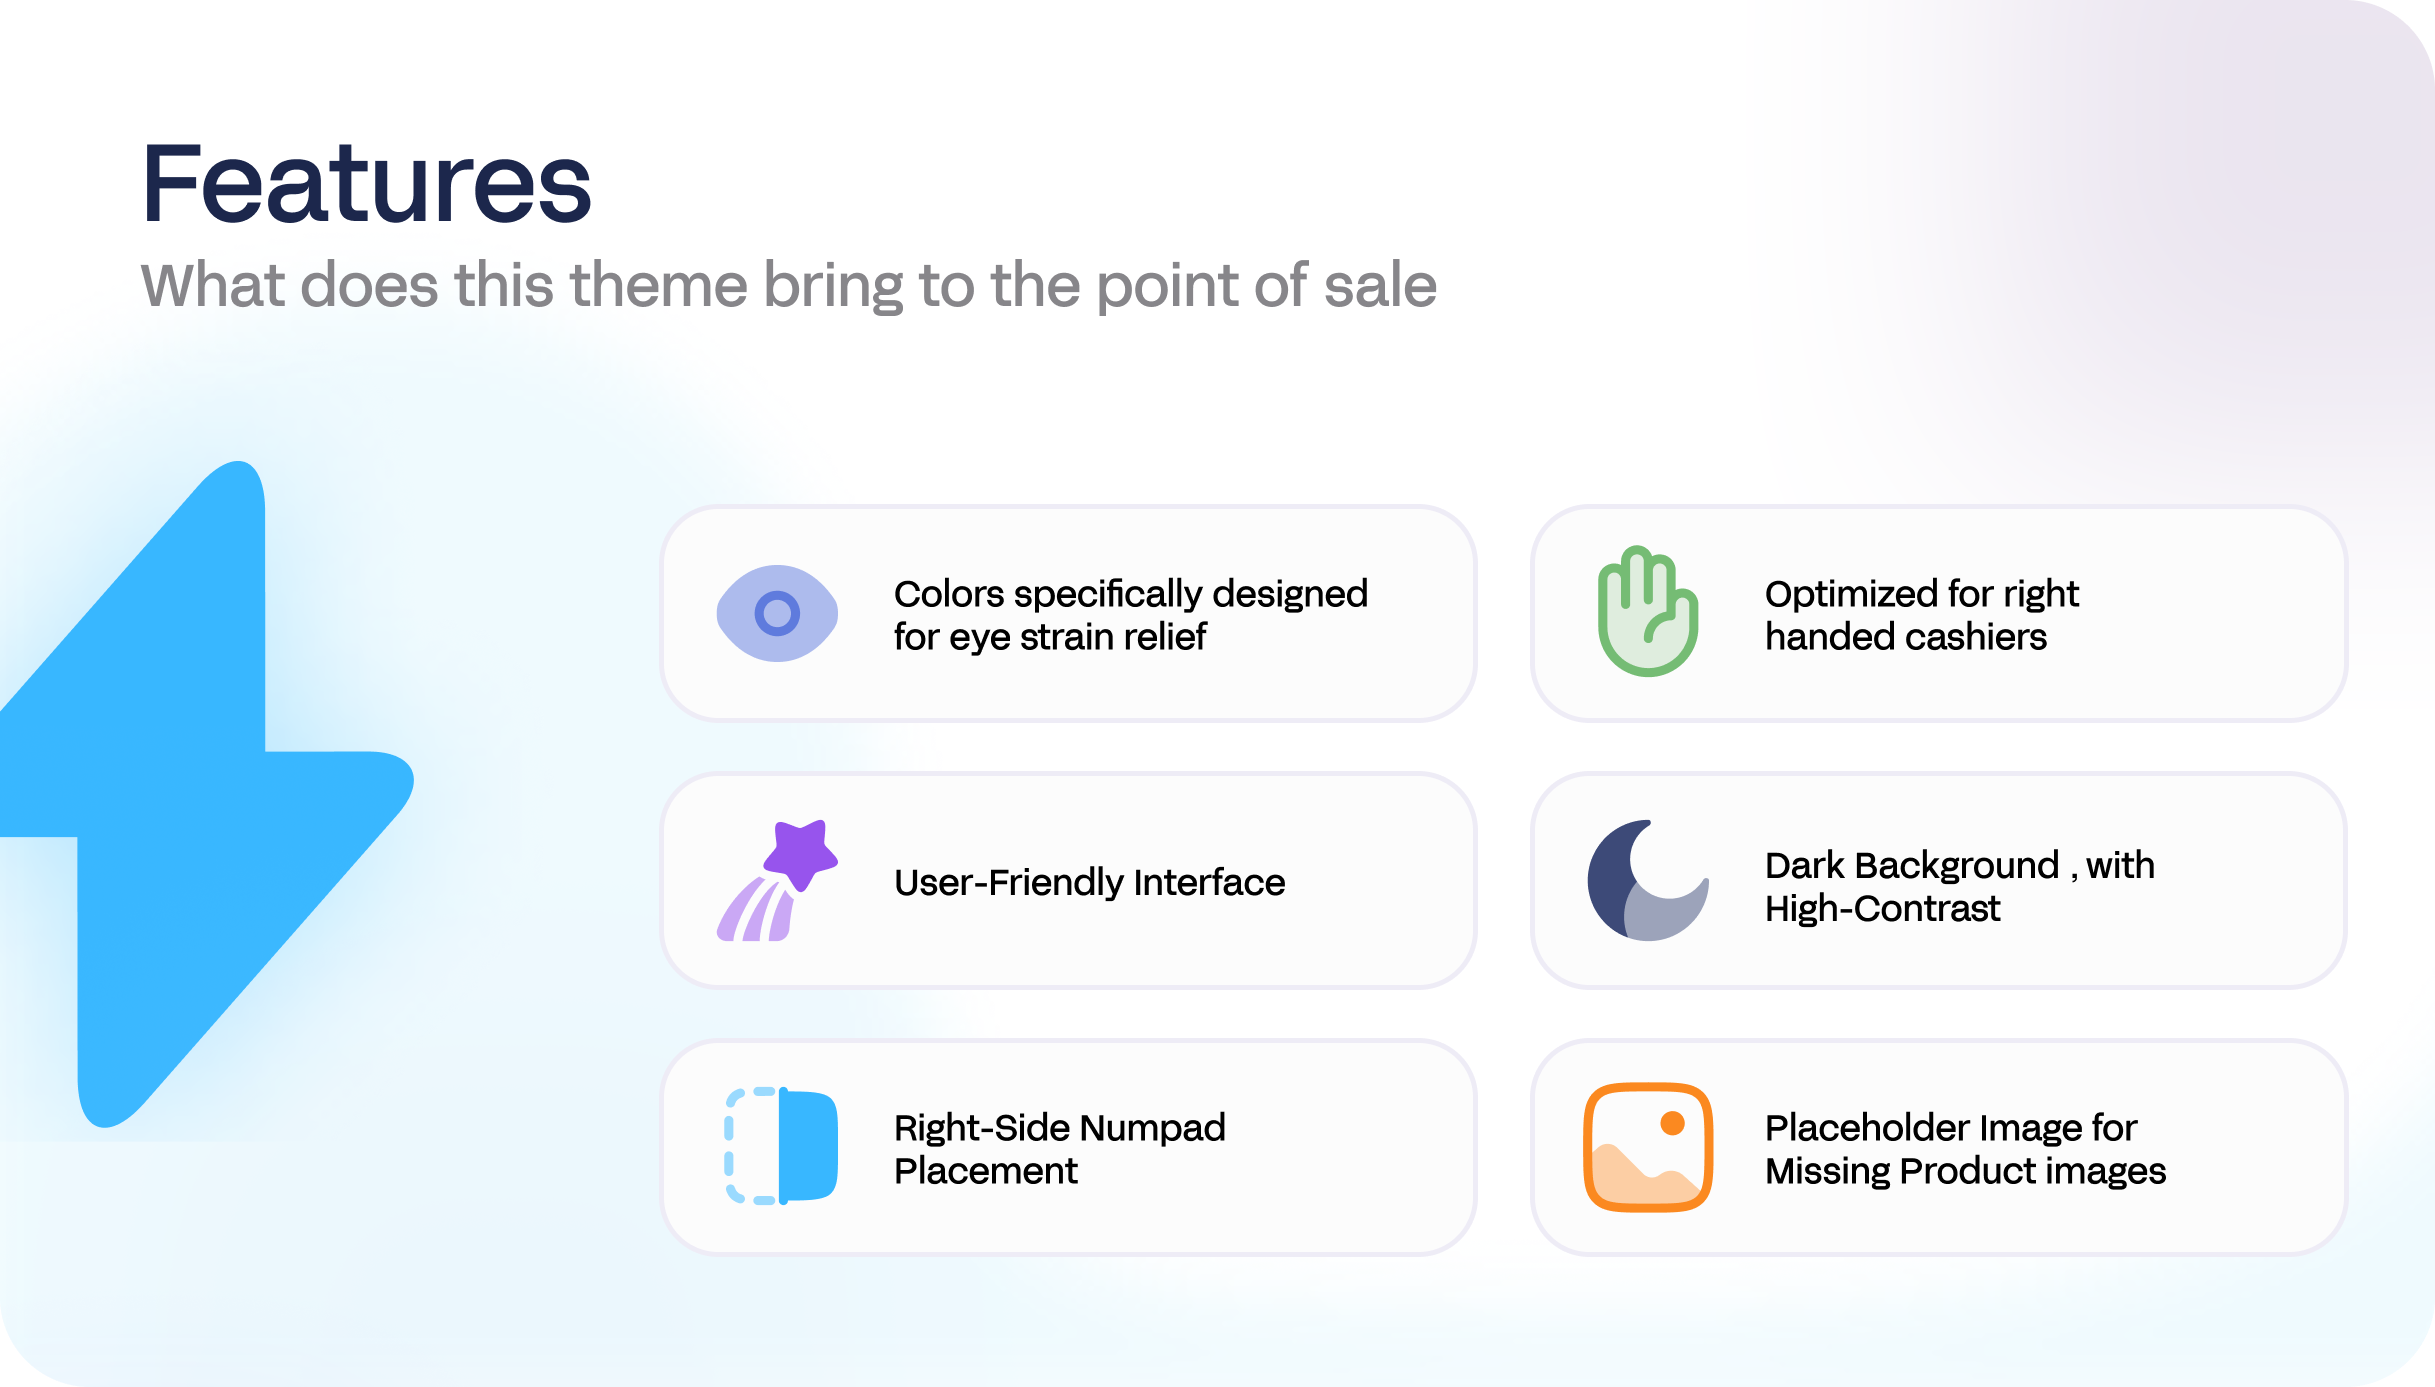 Features
What does this theme bring to the point of sale
Colors specifically designed
for eye strain relief
Optimized for right
handed cashiers
User-Friendly Interface
Dark Background , with
High-Contrast
Right-Side Numpad
Placement
Placeholder Image for
Missing Product images